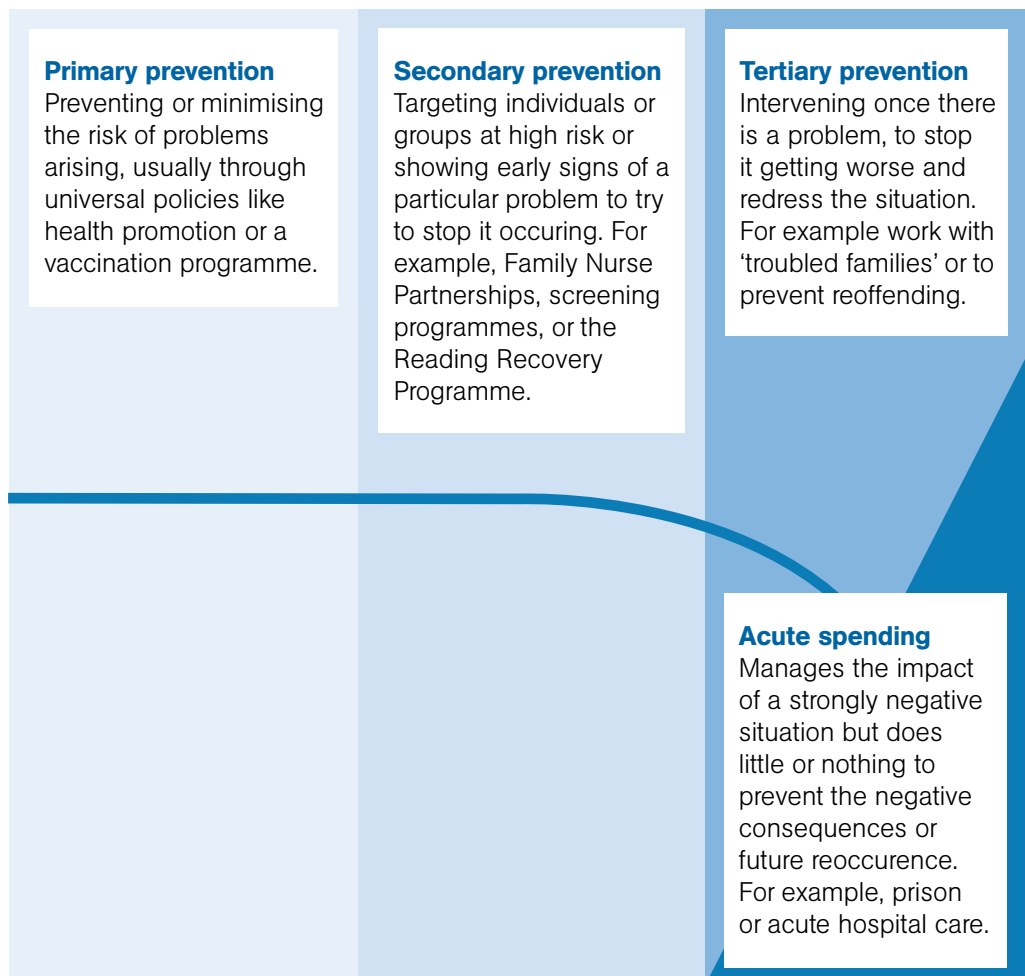 Primary prevention
Preventing or minimising
the risk of problems
arising, usually through
universal policies like
health promotion or a
vaccination programme.
Secondary prevention
Targeting individuals or
groups at high risk or
showing early signs of a
particular problem to try
to stop it occuring. For
example, Family Nurse
Partnerships, screening
programmes, or the
Reading Recovery
Programme.
Tertiary prevention
Intervening once there
is a problem, to stop
it getting worse and
redress the situation.
For example work with
‘troubled families’ or to
prevent reoffending.
Acute spending
Manages the impact
of a strongly negative
situation but does
little or nothing to
prevent the negative
consequences or
future reoccurence.
For example, prison
or acute hospital care.